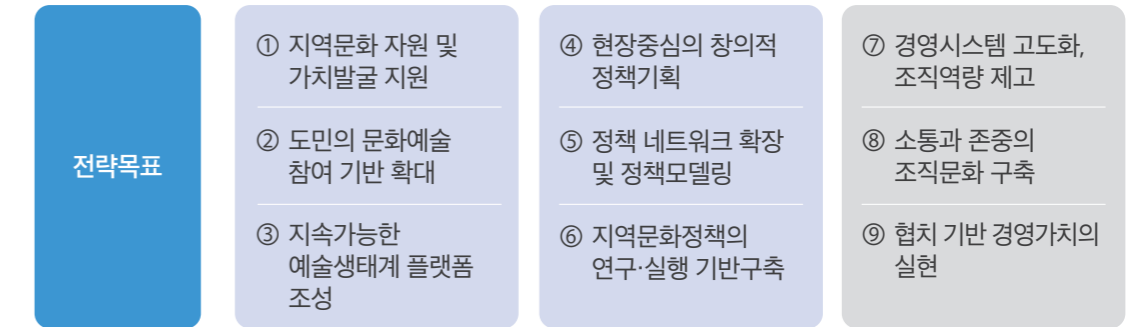 전략목표
① 지역문화 자원 및
가치발굴 지원
② 도민의 문화예술
참여 기반 확대
③ 지속가능한
예술생태계 플랫폼
조성
④ 현장중심의 창의적
정책기획
⑤ 정책 네트워크 확장
및 정책모델링
⑥ 지역문화정책의
연구·실행 기반구축
⑦ 경영시스템 고도화,
조직역량 제고
⑧ 소통과 존중의
조직문화 구축
⑨ 협치 기반 경영가치의
실현